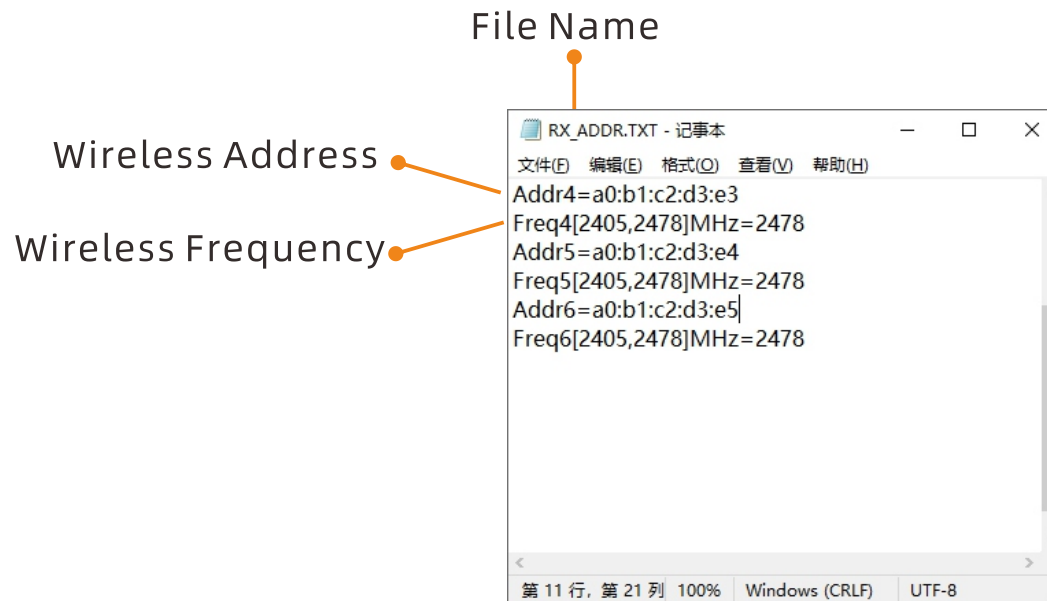 File Name
Wireless Address
Wireless Frequency
RX_ADDR.TXT - 记事本
文件(F) 编辑(E) 格式(O) 查看(V) 帮助(H)
Addr4=a0:b1:c2:d3:e3
Freq4[2405,2478]MHz=2478
Addr5=a0:b1:c2:d3:e4
Freq5[2405,2478]MHz=2478
Addr6=a0:b1:c2:d3:e5
Freq6[2405,2478]MHz=2478
第 11 行，第 21 列 100% Windows (CRLF) UTF-8